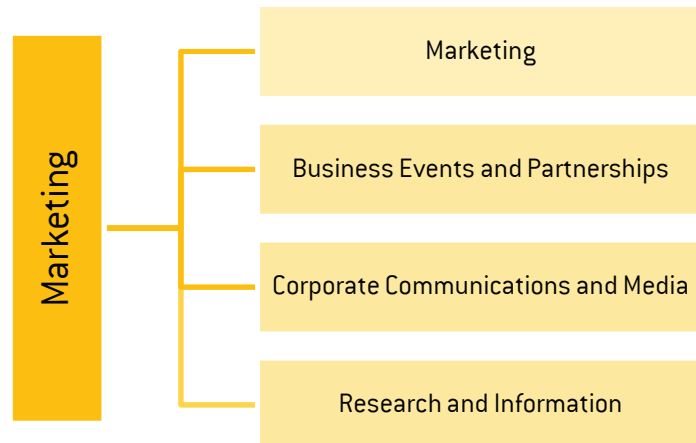 Marketing
Marketing
Business Events and Partnerships
Corporate Communications and Media
Research and Information